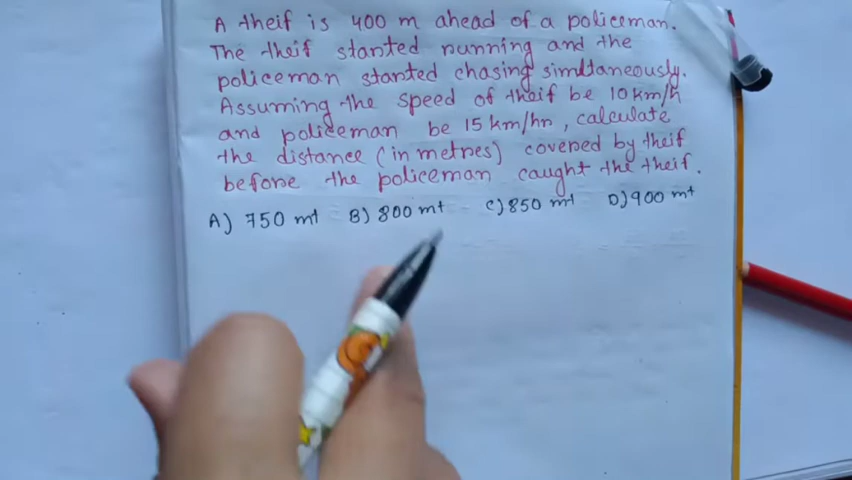 A theif is 400 m ahead of a policeman.
The theif started running and the
policeman started chasing simltaneously.
Assuming the speed of theif be 10 km/h
and policeman be 15 km/hr, calculate
the distance (in metres) covered by theif
before the policeman caught the theif.
A) 750 mt B) 800 mt C) 850 mt D) 900 mt